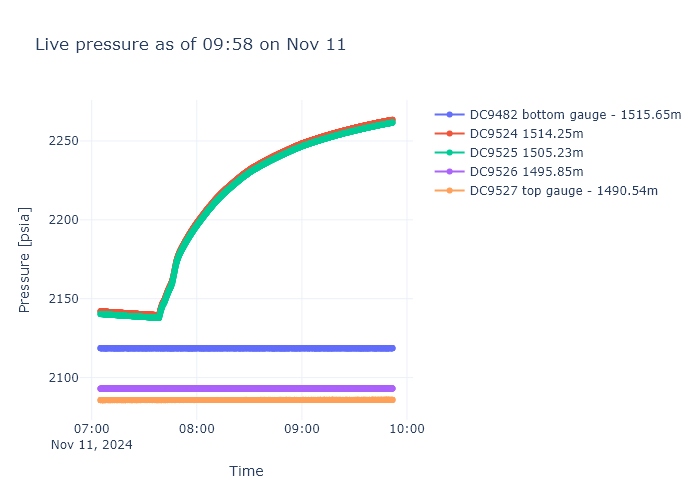 Live pressure as of 09:58 on Nov 11
DC9482 bottom gauge - 1515.65m
DC9524 1514.25m
DC9525 1505.23m
DC9526 1495.85m
DC9527 top gauge - 1490.54m
Pressure [psia]
2250
2200
2150
2100
07:00
08:00
09:00
10:00
Nov 11, 2024
Time